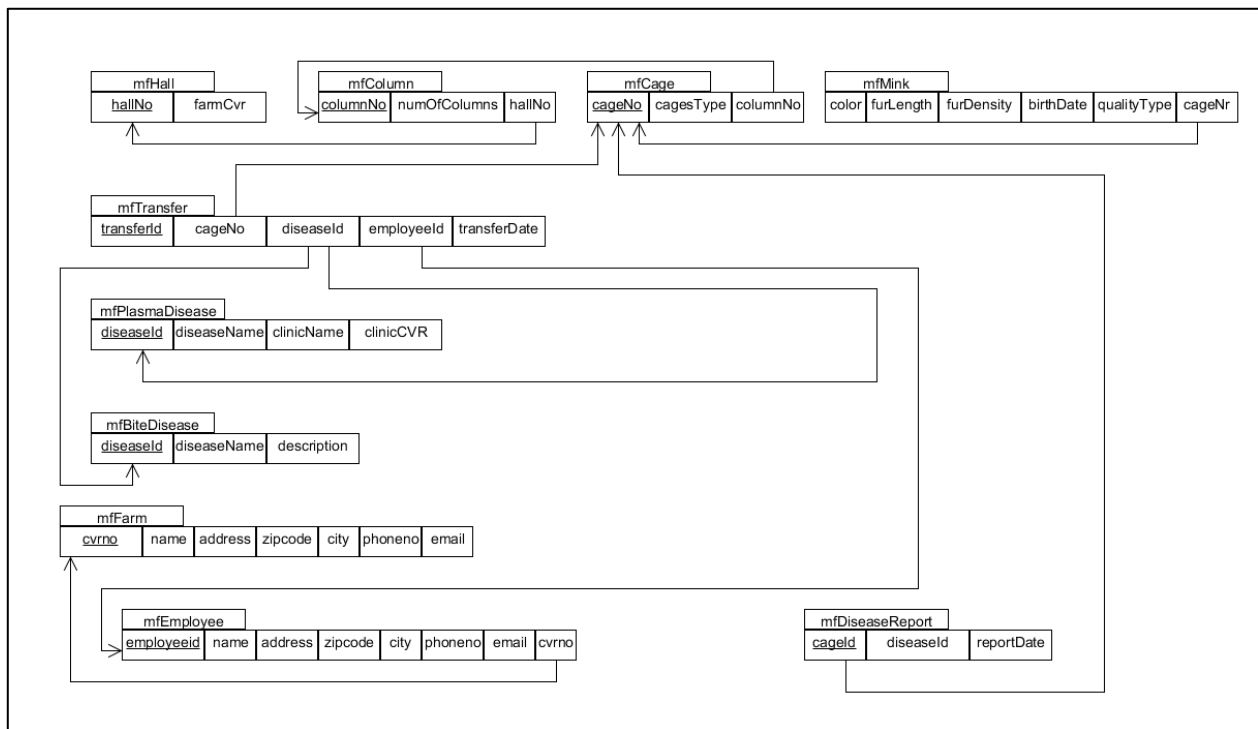 mfHall
hallNo farmCvr
mfColumn
columnNo numOfColumns hallNo
mfCage
cageNo cagesType columnNo
mfMink
color furLength furDensity birthDate qualityType cageNr
mfTransfer
transferId cageNo diseaseId employeeId transferDate
mfPlasmaDisease
diseaseId diseaseName clinicName clinicCVR
mfBiteDisease
diseaseId diseaseName description
mfFarm
cvrno name address zipcode city phoneno email
mfEmployee
employeeid name address zipcode city phoneno email cvrno
mfDiseaseReport
cageId diseaseId reportDate